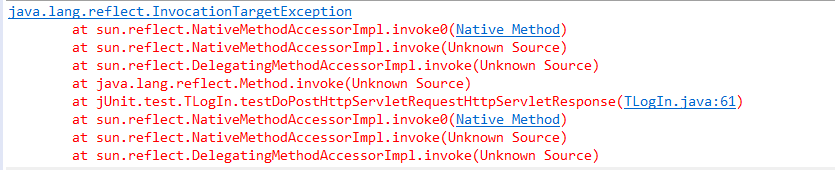 java.lang.reflect.InvocationTargetException
at sun.reflect.NativeMethodAccessorImpl.invoke0(Native Method)
at sun.reflect.NativeMethodAccessorImpl.invoke(Unknown Source)
at sun.reflect.DelegatingMethodAccessorImpl.invoke(Unknown Source)
at java.lang.reflect.Method.invoke(Unknown Source)
at jUnit.test.TLogIn.testDoPostHttpServletRequestHttpServletResponse(TLogIn.java:61)
at sun.reflect.NativeMethodAccessorImpl.invoke0(Native Method)
at sun.reflect.NativeMethodAccessorImpl.invoke(Unknown Source)
at sun.reflect.DelegatingMethodAccessorImpl.invoke(Unknown Source)